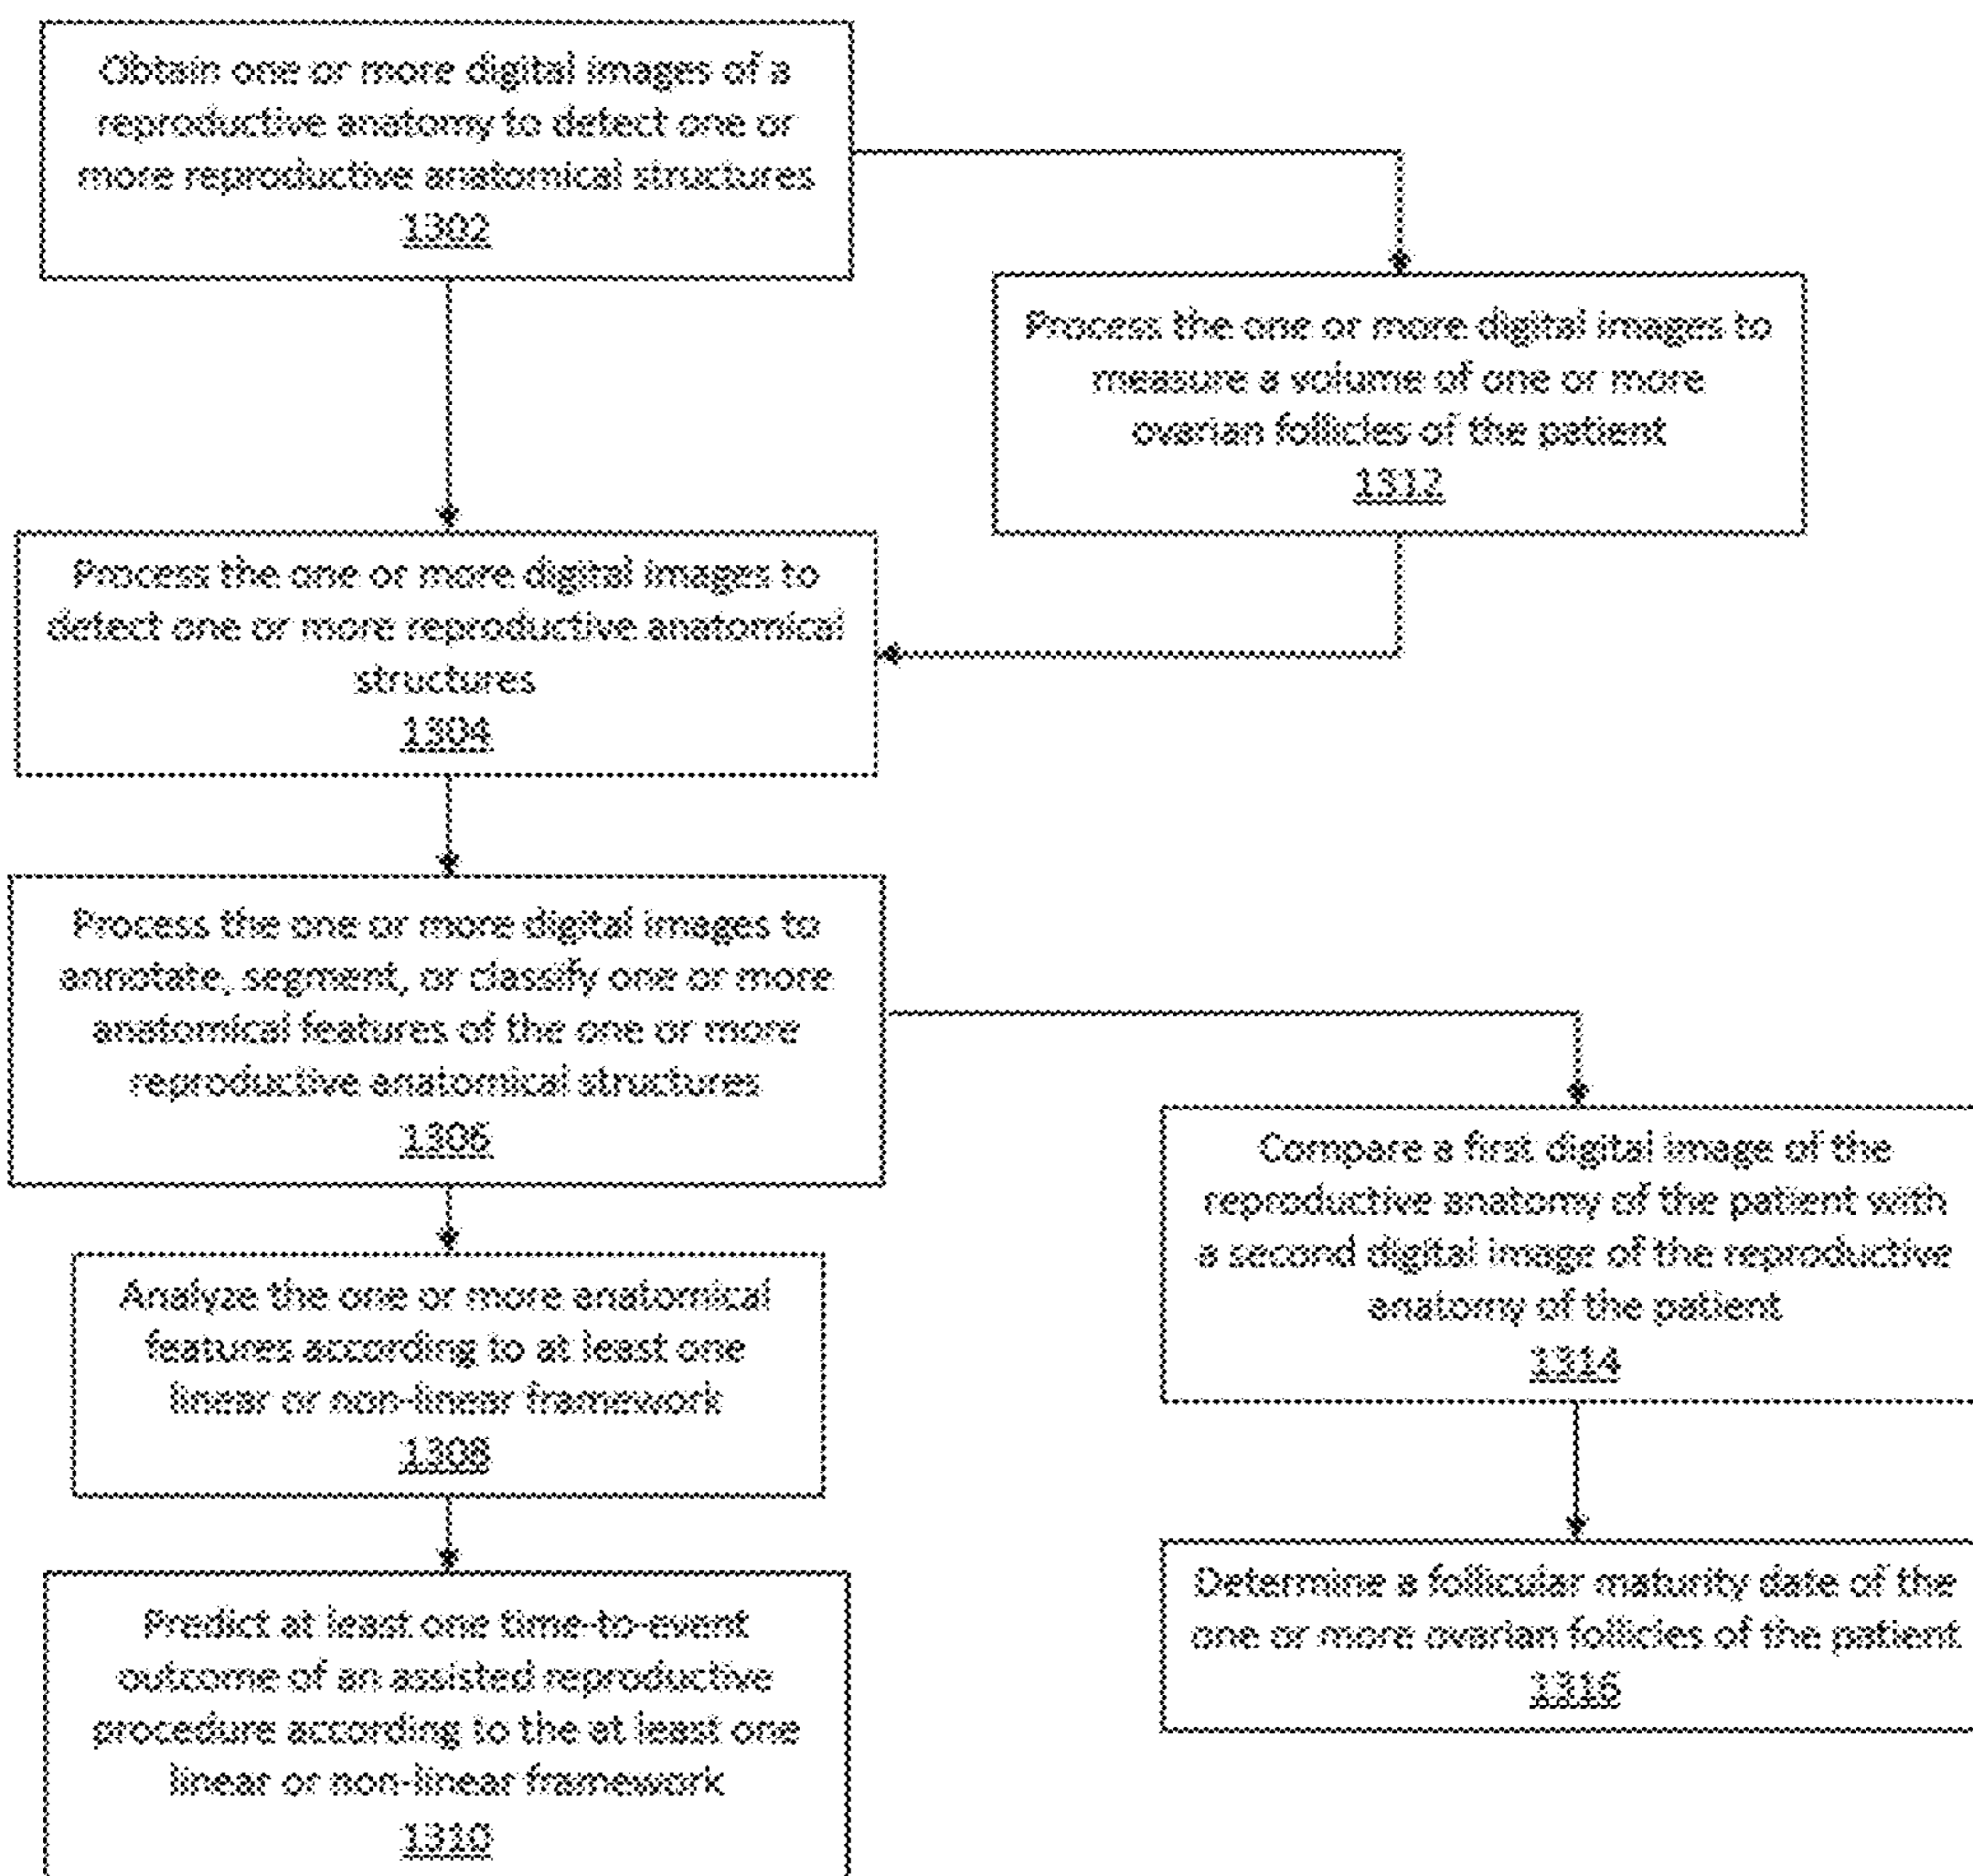 Obtain one or more digital images of a
reproductive anatomy to detect one or
more reproductive anatomical structures
1302
Process the one or more digital images to
measure a volume of one or more
ovarian follicles of the patient
1312
Process the one or more digital images to
detect one or more reproductive anatomical
structures
1304
Process the one or more digital images to
annotate, segment, or classify one or more
anatomical features of the one or more
reproductive anatomical structures
1306
Compare a first digital image of the
reproductive anatomy of the patient with
a second digital image of the reproductive
anatomy of the patient
1314
Analyze the one or more anatomical
features according to at least one
linear or non-linear framework
1308
Determine a follicular maturity date of the
one or more ovarian follicles of the patient
1316
Predict at least one time-to-event
outcome of an assisted reproductive
procedure according to the at least one
linear or non-linear framework
1310